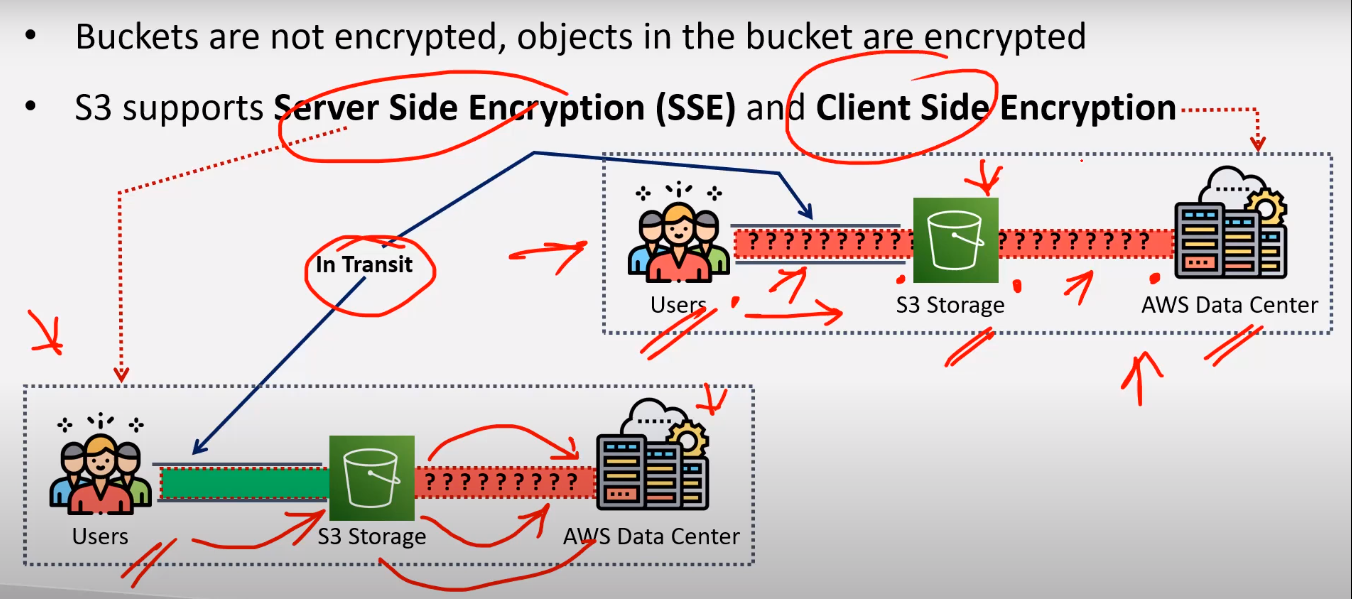 • Buckets are not encrypted, objects in the bucket are encrypted
• S3 supports Server Side Encryption (SSE) and Client Side Encryption
In Transit
? ? ? ? ? ? ? ? ? ? ? ? ? ? ? ? ? ? ?
Users S3 Storage AWS Data Center
? ? ? ? ? ? ? ? ?
Users S3 Storage AWS Data Center